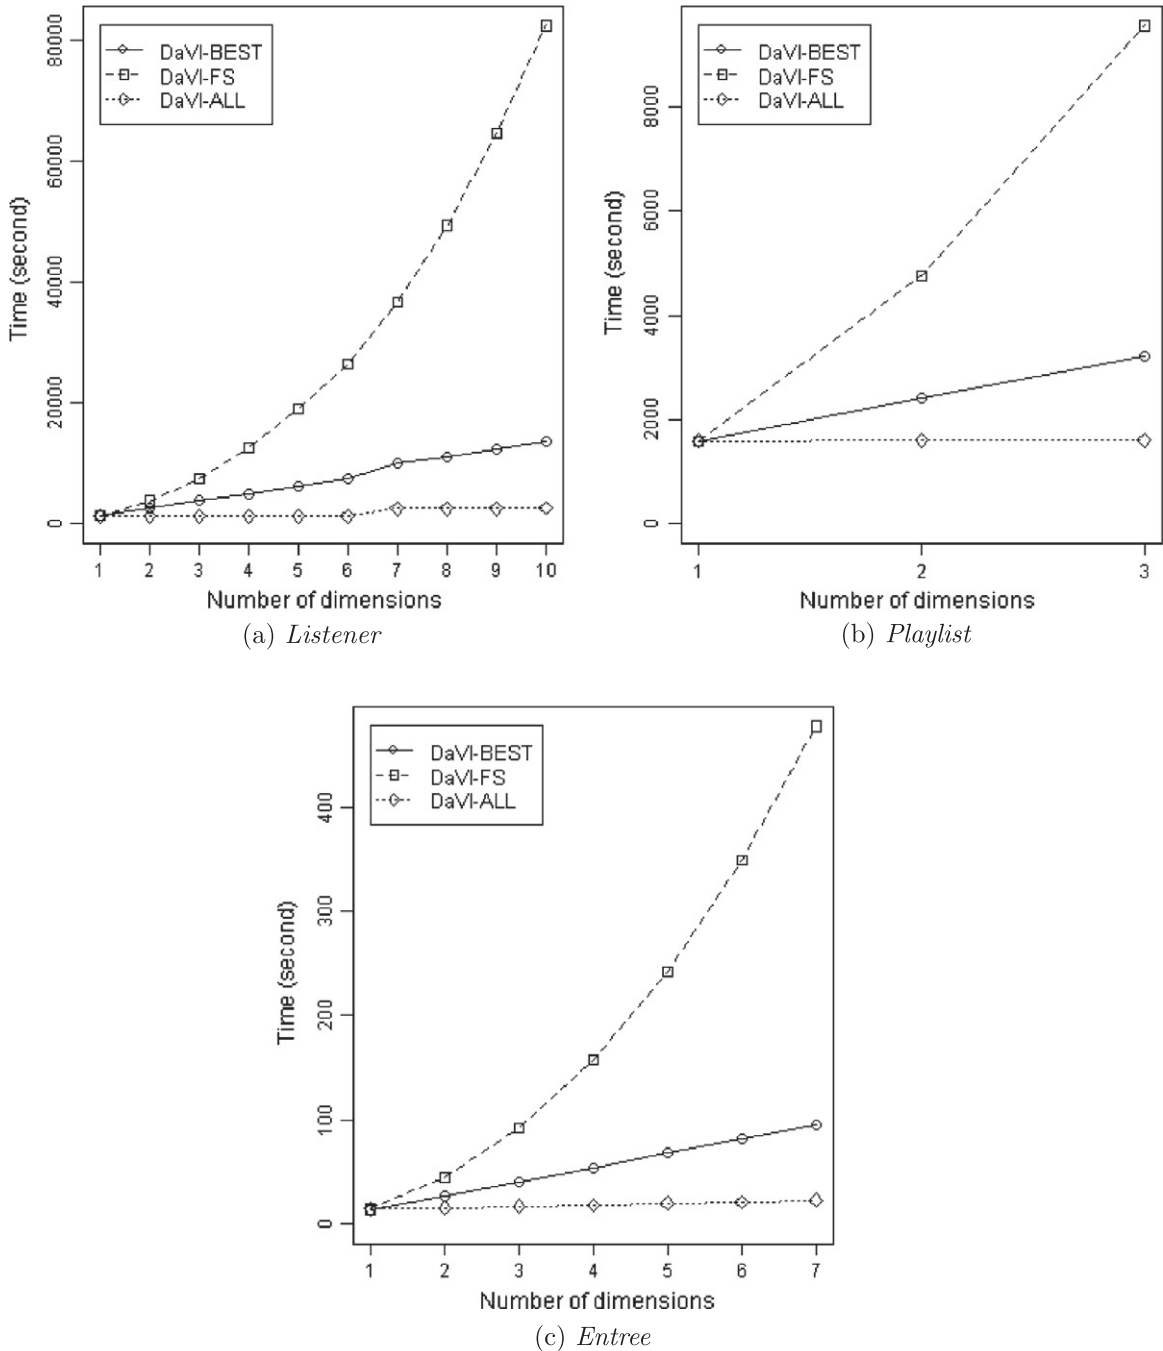 DaVI-BEST
DaVI-FS
DaVI-ALL
Time (second)
80000
60000
40000
20000
0
1 2 3 4 5 6 7 8 9 10
Number of dimensions
(a) Listener
DaVI-BEST
DaVI-FS
DaVI-ALL
Time (second)
8000
6000
4000
2000
0
1 2 3
Number of dimensions
(b) Playlist
DaVI-BEST
DaVI-FS
DaVI-ALL
Time (second)
400
300
200
100
0
1 2 3 4 5 6 7
Number of dimensions
(c) Entree